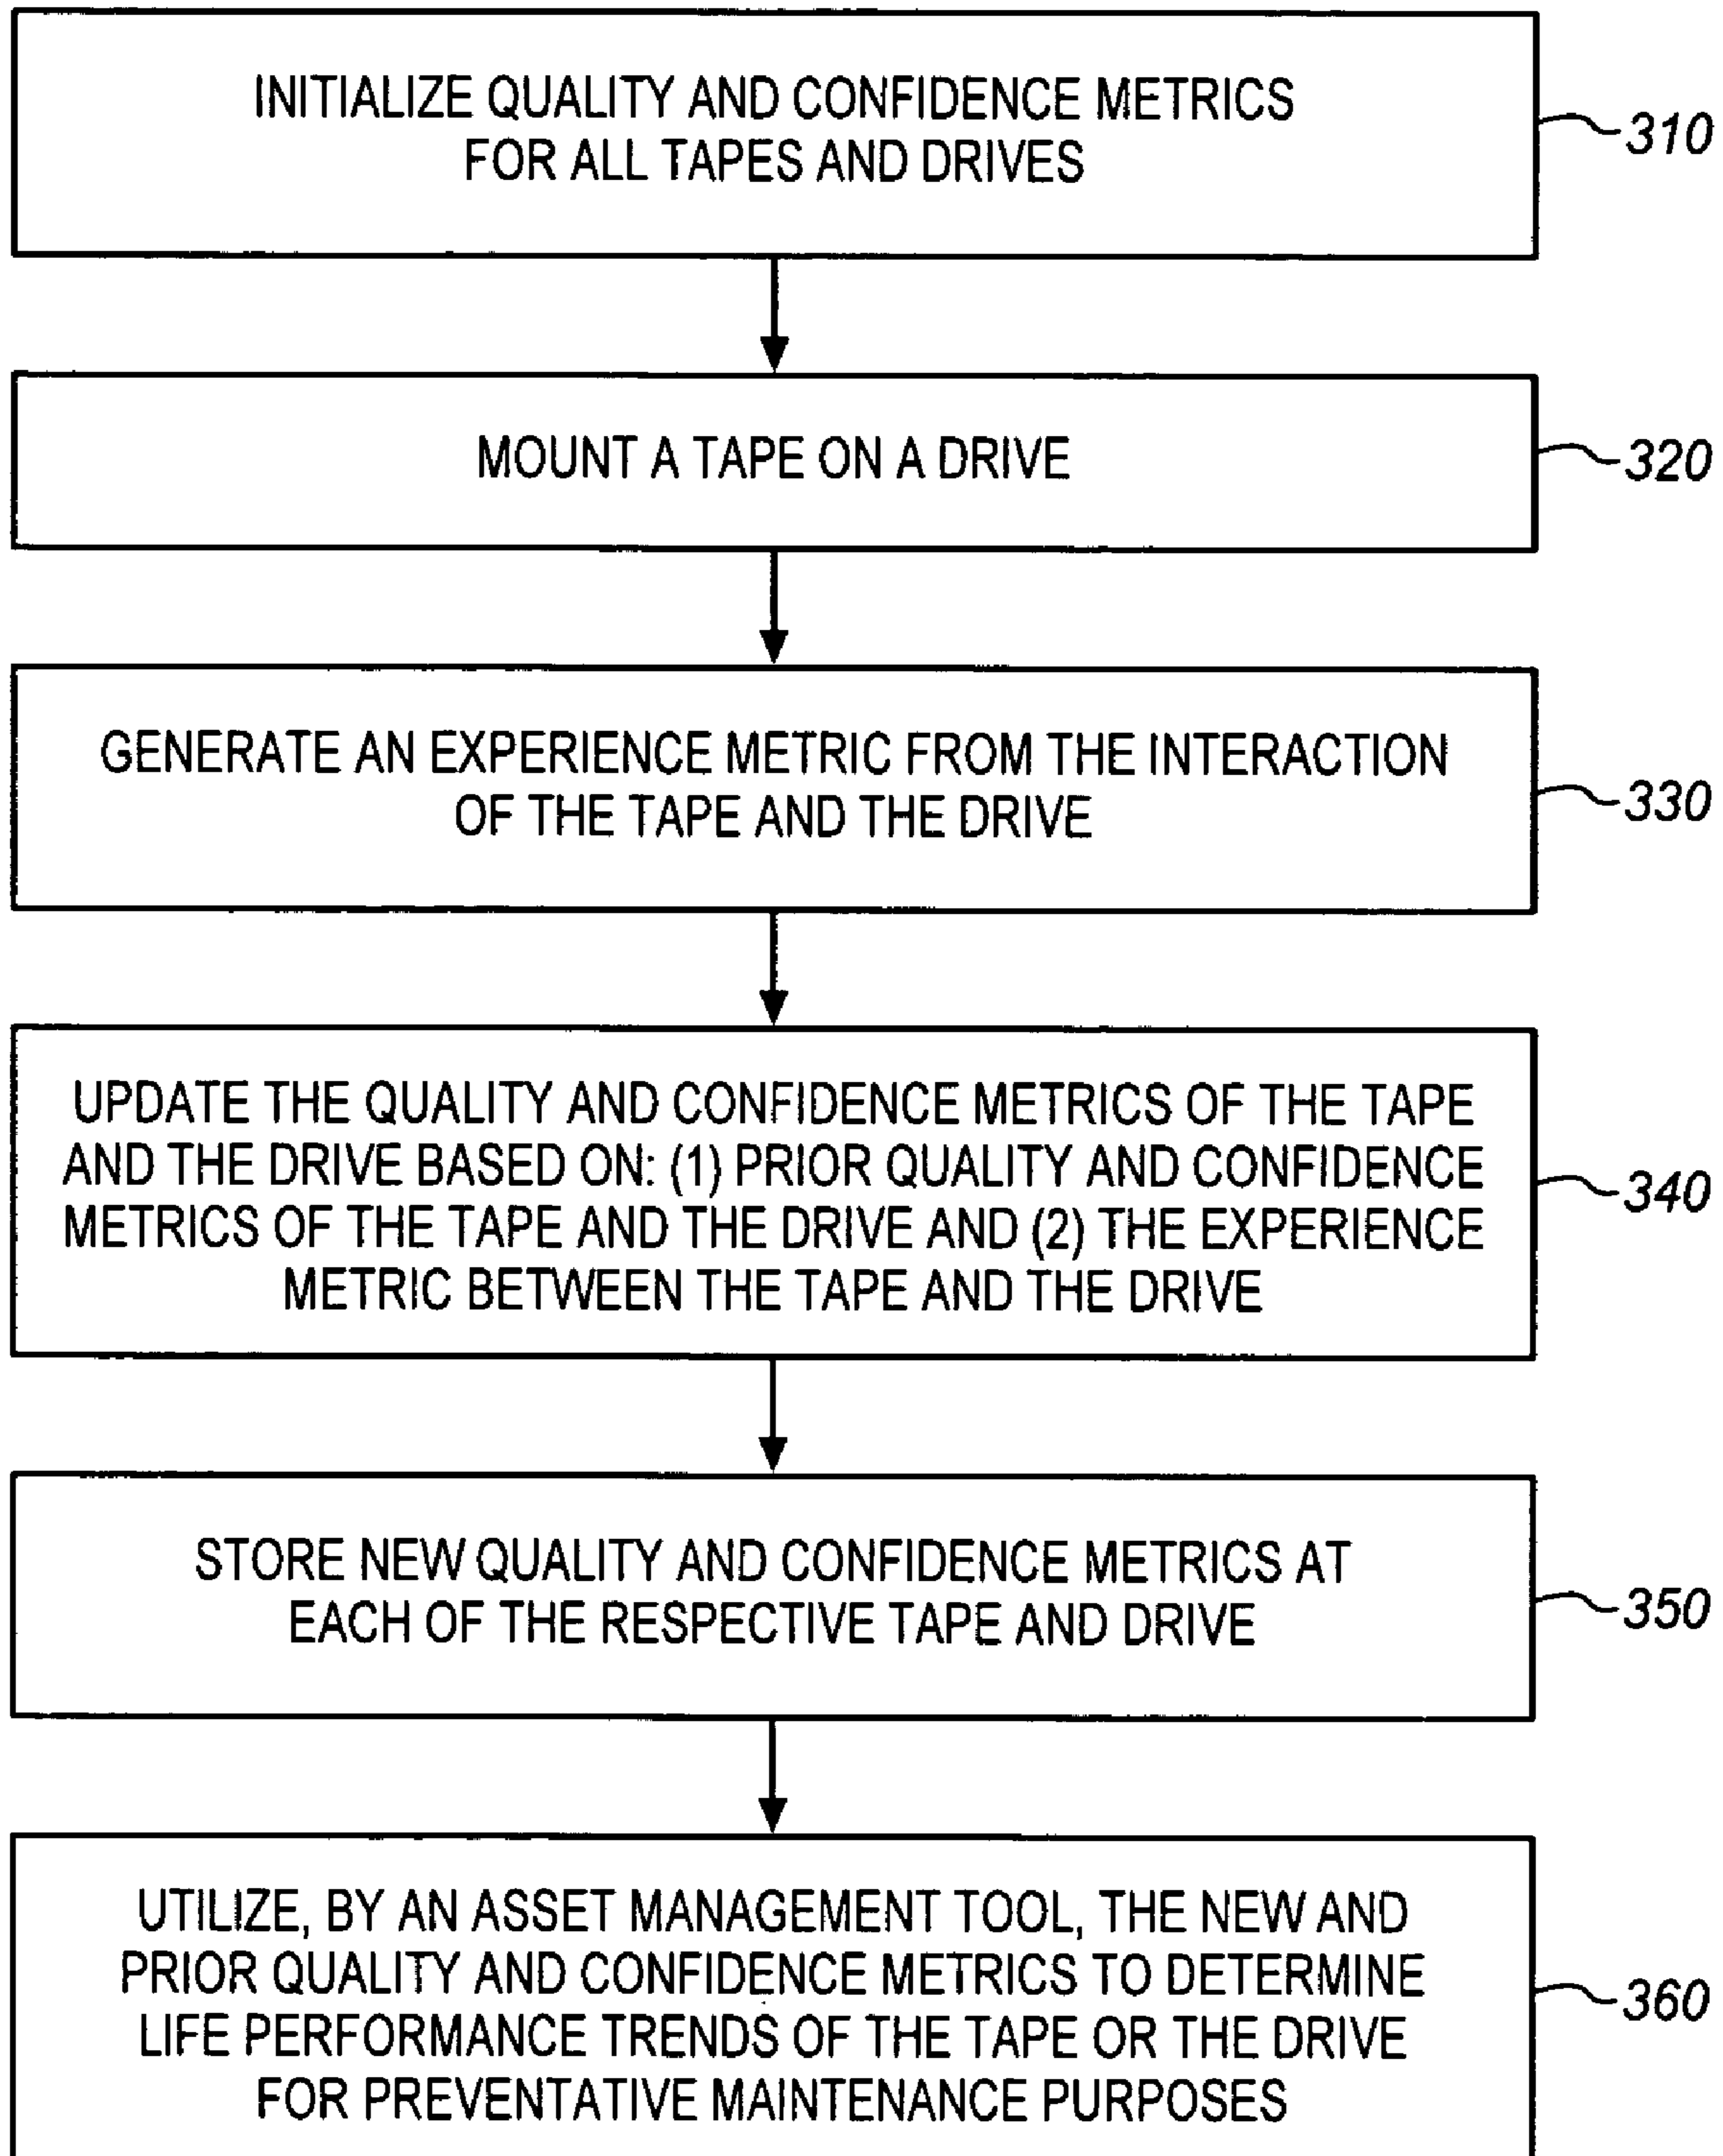 INITIALIZE QUALITY AND CONFIDENCE METRICS
FOR ALL TAPES AND DRIVES
310
MOUNT A TAPE ON A DRIVE
320
GENERATE AN EXPERIENCE METRIC FROM THE INTERACTION
OF THE TAPE AND THE DRIVE
330
UPDATE THE QUALITY AND CONFIDENCE METRICS OF THE TAPE
AND THE DRIVE BASED ON: (1) PRIOR QUALITY AND CONFIDENCE
METRICS OF THE TAPE AND THE DRIVE AND (2) THE EXPERIENCE
METRIC BETWEEN THE TAPE AND THE DRIVE
340
STORE NEW QUALITY AND CONFIDENCE METRICS AT
EACH OF THE RESPECTIVE TAPE AND DRIVE
350
UTILIZE, BY AN ASSET MANAGEMENT TOOL, THE NEW AND
PRIOR QUALITY AND CONFIDENCE METRICS TO DETERMINE
LIFE PERFORMANCE TRENDS OF THE TAPE OR THE DRIVE
FOR PREVENTATIVE MAINTENANCE PURPOSES
360